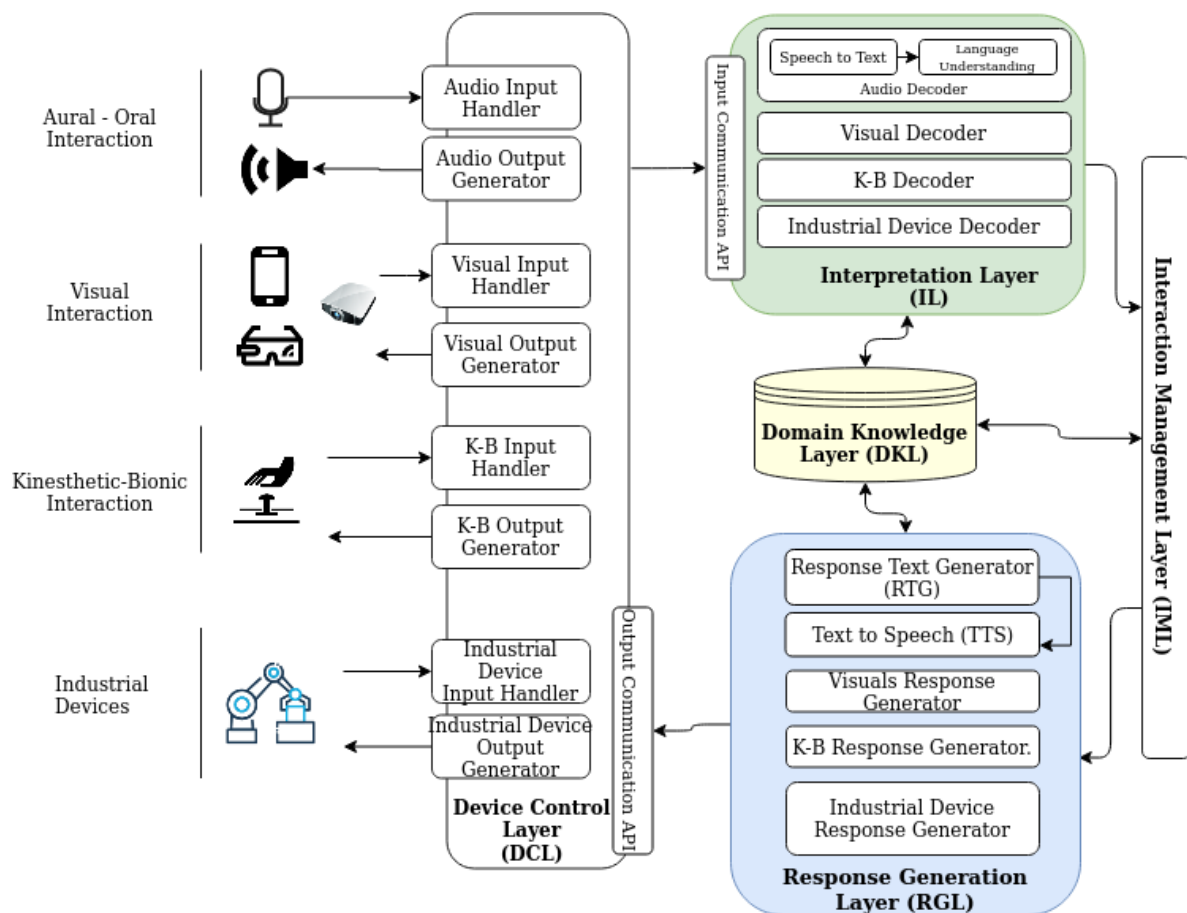 Aural - Oral
Interaction
Visual
Interaction
Kinesthetic-Bionic
Interaction
Industrial
Devices
Audio Input
Handler
Audio Output
Generator
Visual Input
Handler
Visual Output
Generator
K-B Input
Handler
K-B Output
Generator
Industrial
Device
Input Handler
Industrial Device
Output
Generator
Device Control
Layer
(DCL)
Output Communication API
Input Communication API
Speech to Text
Language
Understanding
Audio Decoder
Visual Decoder
K-B Decoder
Industrial Device Decoder
Interpretation Layer
(IL)
Domain Knowledge
Layer (DKL)
Response Text Generator
(RTG)
Text to Speech (TTS)
Visuals Response
Generator
K-B Response Generator.
Industrial Device
Response Generator
Response Generation
Layer (RGL)
Interaction Management Layer (IML)